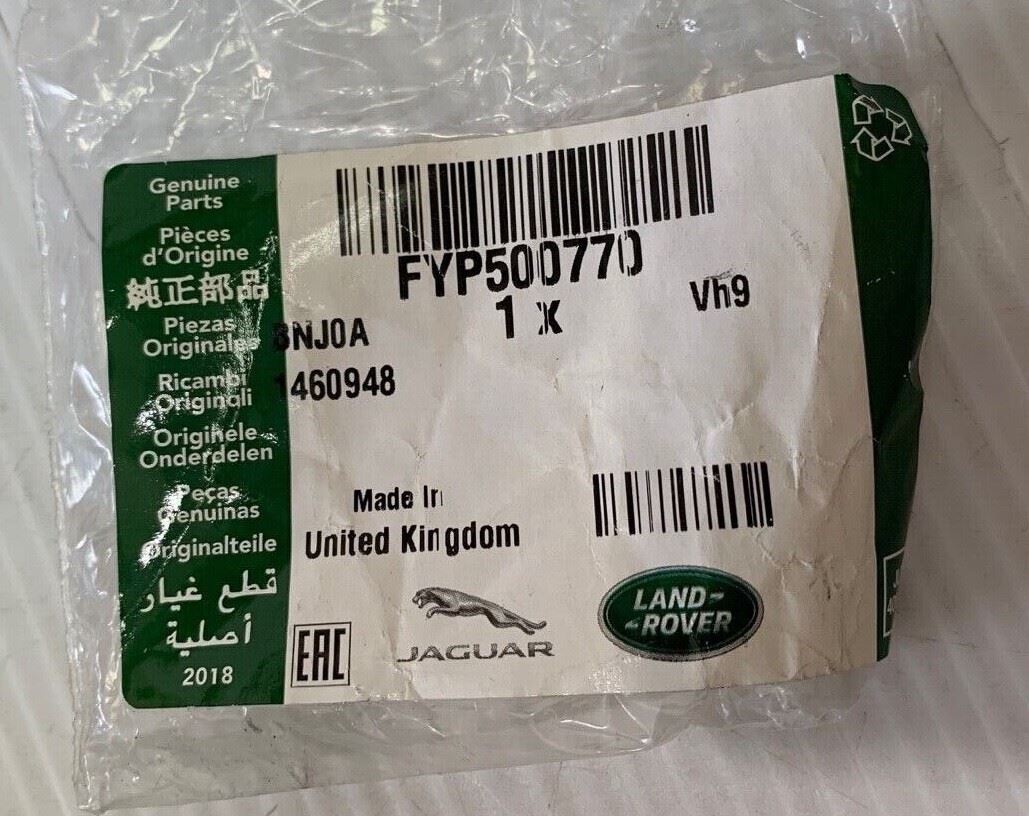 Genuine
Parts
Pièces
d'Origine
純正部品
Piezas
Originales
Ricambi
Originali
Originele
Onderdelen
Peças
Genuinas
Originalteile
قطع غيار
أصلية
2018
FYP500770
1 x
Vh9
8NJ0A
1460948
Made In
United Kingdom
EAC
JAGUAR
LAND-
-ROVER